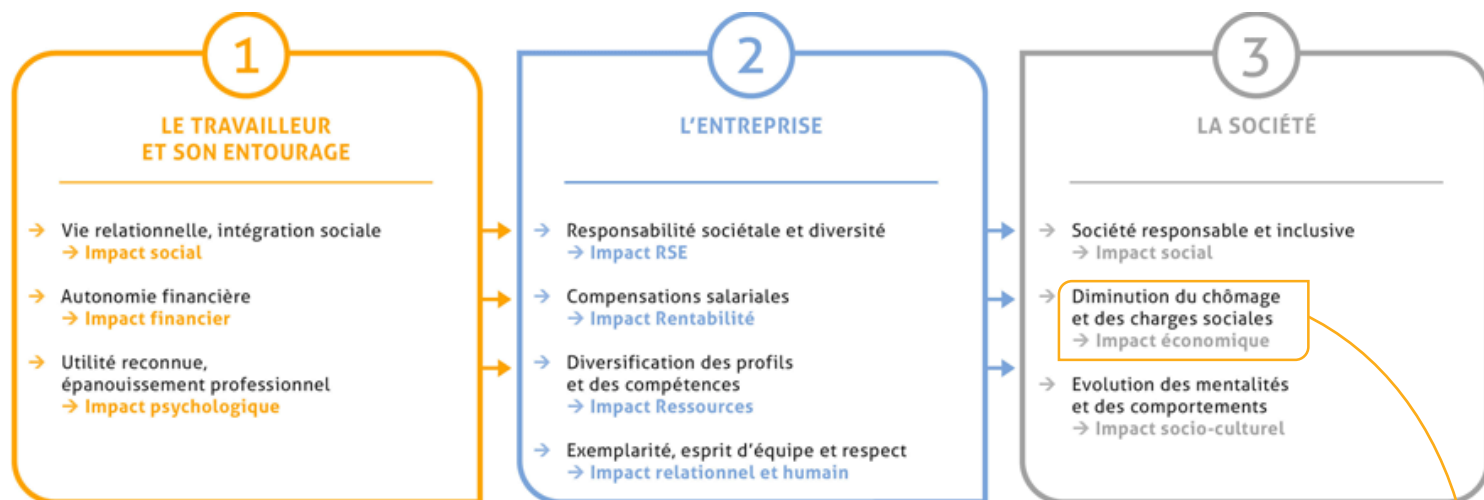 1
LE TRAVAILLEUR
ET SON ENTOURAGE
→ Vie relationnelle, intégration sociale
→ Impact social
→ Autonomie financière
→ Impact financier
→ Utilité reconnue,
épanouissement professionnel
→ Impact psychologique
2
L'ENTREPRISE
→ Responsabilité sociétale et diversité
→ Impact RSE
→ Compensations salariales
→ Impact Rentabilité
→ Diversification des profils
et des compétences
→ Impact Ressources
→ Exemplarité, esprit d'équipe et respect
→ Impact relationnel et humain
3
LA SOCIÉTÉ
→ Société responsable et inclusive
→ Impact social
→ Diminution du chômage
et des charges sociales
→ Impact économique
→ Evolution des mentalités
et des comportements
→ Impact socio-culturel